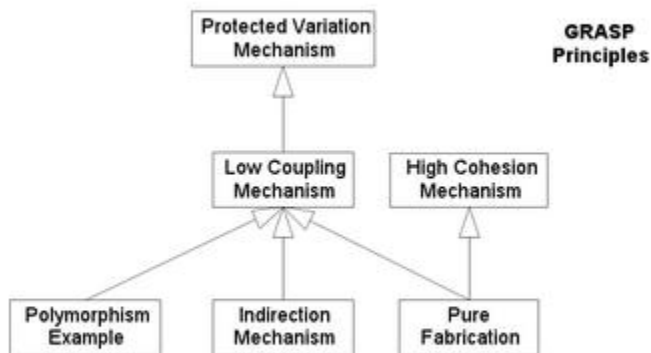 Protected Variation
Mechanism
GRASP
Principles
Low Coupling
Mechanism
High Cohesion
Mechanism
Polymorphism
Example
Indirection
Mechanism
Pure
Fabrication